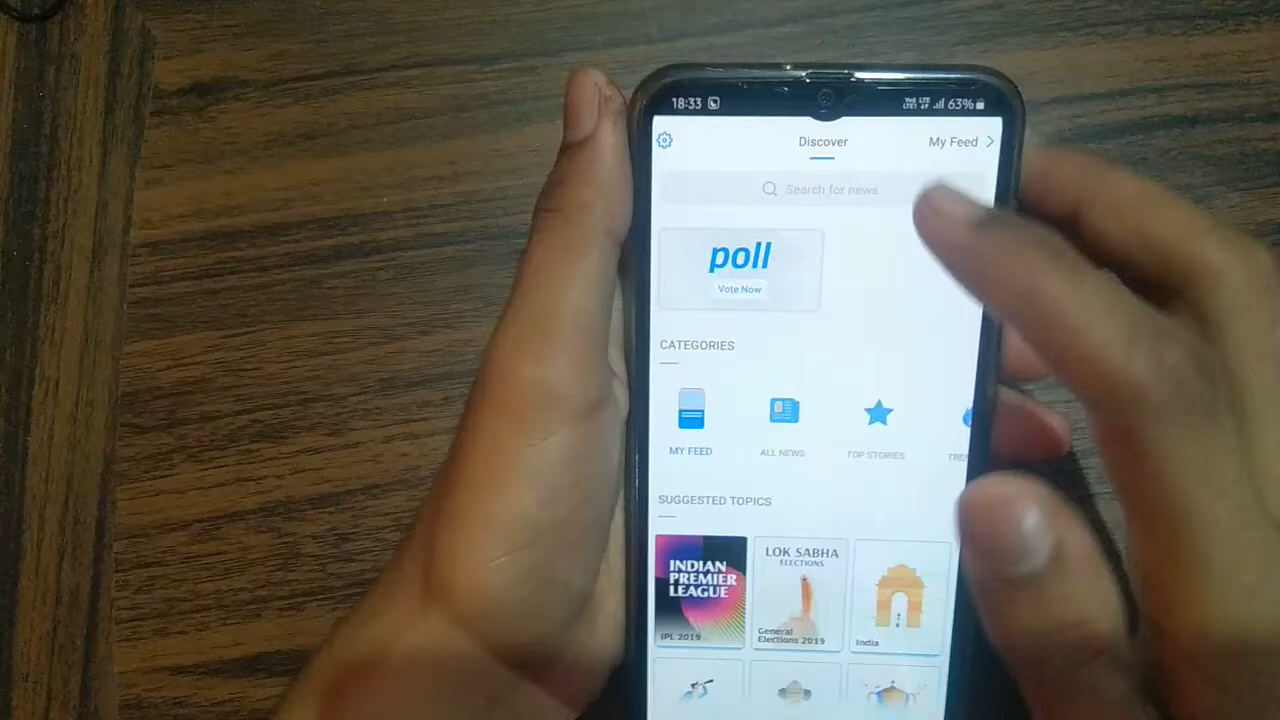 18:33
63%
Discover
My Feed
Search for news
poll
Vote Now
CATEGORIES
MY FEED
ALL NEWS
TOP STORIES
SUGGESTED TOPICS
INDIAN
PREMIER
LEAGUE
IPL 2019
LOK SABHA
ELECTIONS
General
Elections 2019
India